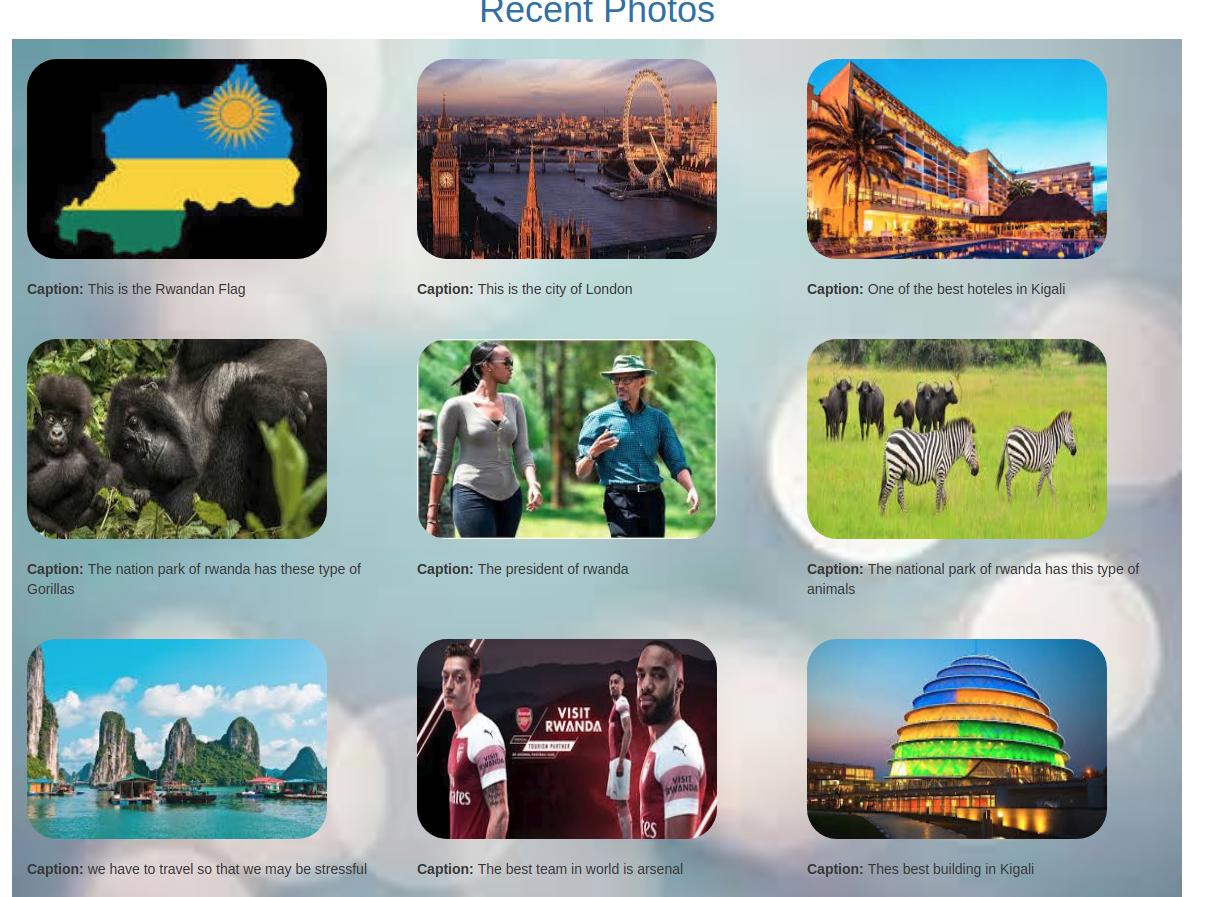 Recent Photos
Caption: This is the Rwandan Flag
Caption: This is the city of London
Caption: One of the best hoteles in Kigali
Caption: The nation park of rwanda has these type of
Gorillas
Caption: The president of rwanda
Caption: The national park of rwanda has this type of
animals
VISIT
RWANDA
TOURISM PARTNER
VISIT
RWANDA
VISIT
RWANDA
Caption: we have to travel so that we may be stressful
Caption: The best team in world is arsenal
Caption: Thes best building in Kigali